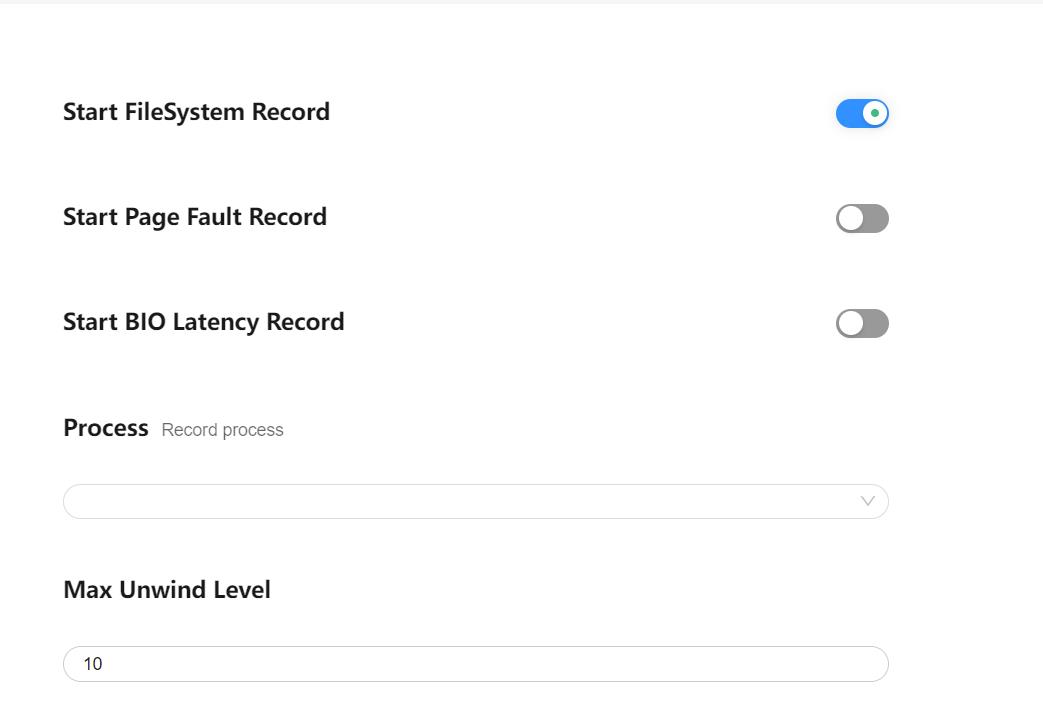 Start FileSystem Record
Start Page Fault Record
Start BIO Latency Record
Process Record process
Max Unwind Level
10